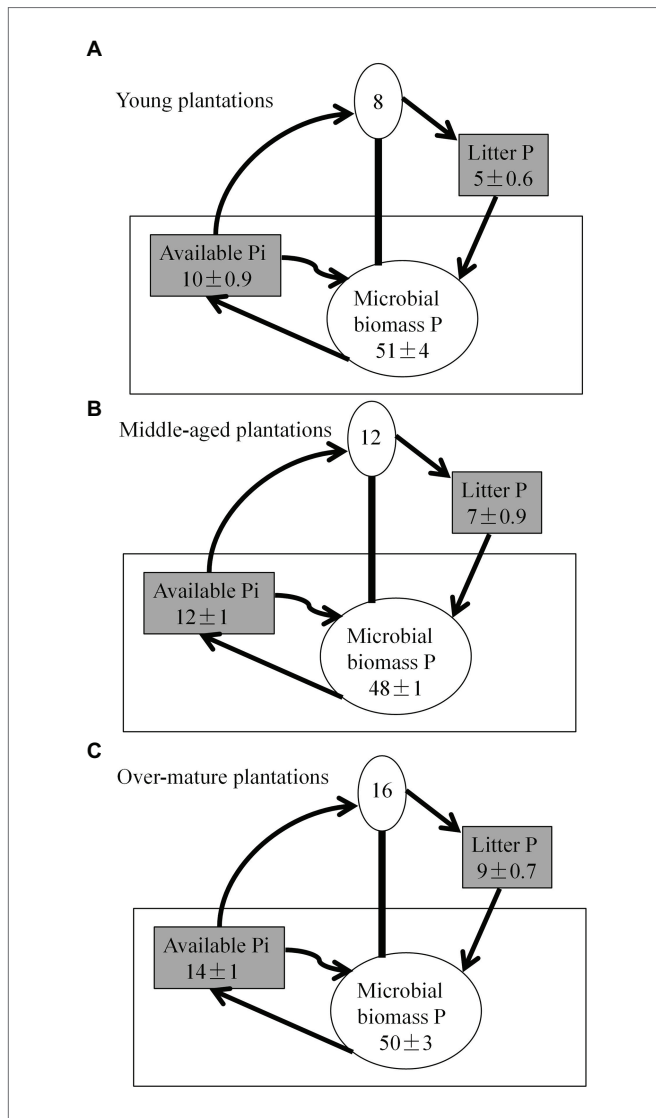 A
Young plantations
8
Litter P
5±0.6
Available Pi
10±0.9
Microbial
biomass P
51±4
B
Middle-aged plantations
12
Litter P
7±0.9
Available Pi
12±1
Microbial
biomass P
48±1
C
Over-mature plantations
16
Litter P
9±0.7
Available Pi
14±1
Microbial
biomass P
50±3